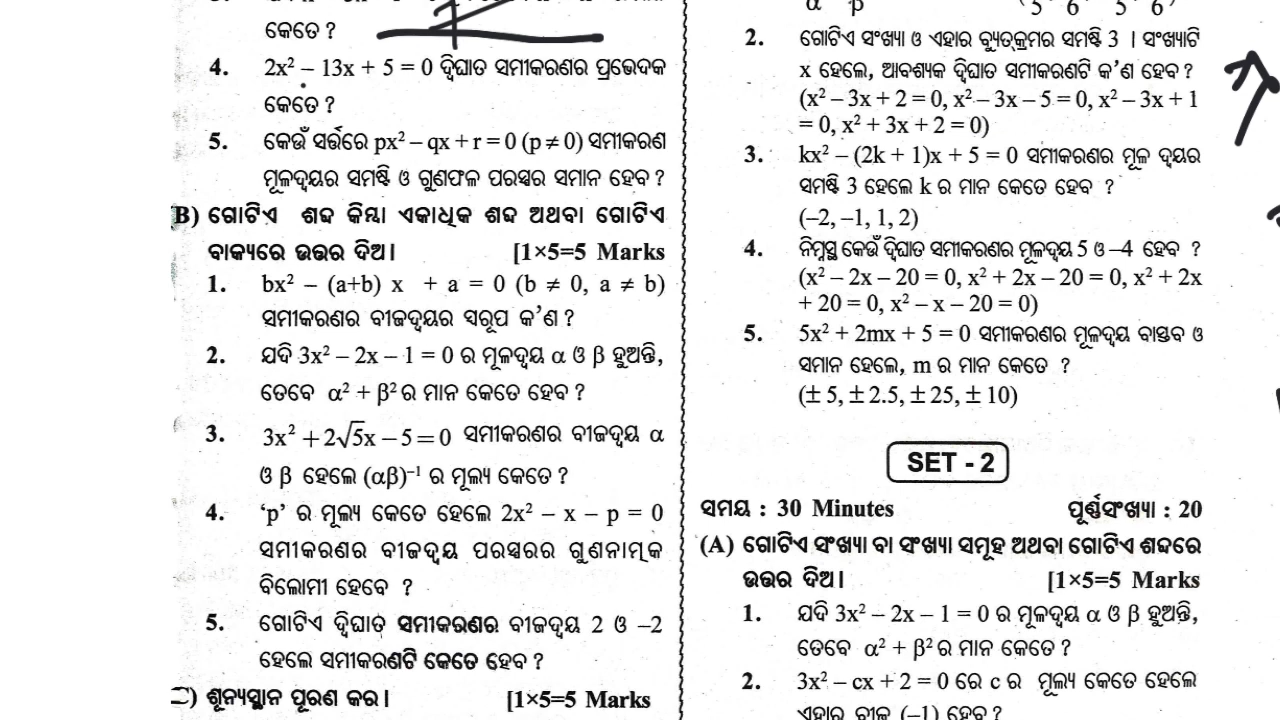 କେତେ ?
4. 2x² – 13x + 5 = 0 ଦ୍ୱିଘାତ ସମୀକରଣର ପ୍ରଭେଦକ
କେତେ ?
5. କେଉଁ ସର୍ତ୍ତରେ px² – qx + r = 0 (p ≠ 0) ସମୀକରଣ
ମୂଳଦ୍ୱୟର ସମଷ୍ଟି ଓ ଗୁଣଫଳ ପରସ୍ପର ସମାନ ହେବ ?
B) ଗୋଟିଏ ଶବ୍ଦ କିମ୍ବା ଏକାଧିକ ଶବ୍ଦ ଅଥବା ଗୋଟିଏ
ବାକ୍ୟରେ ଉତ୍ତର ଦିଅ। [1×5=5 Marks
1. bx² – (a+b) x + a = 0 (b ≠ 0, a ≠ b)
ସମୀକରଣର ବୀଜଦ୍ୱୟର ସରୂପ କ'ଣ ?
2. ଯଦି 3x² – 2x – 1 = 0 ର ମୂଳଦ୍ୱୟ α ଓ β ହୁଅନ୍ତି,
ତେବେ α² + β² ର ମାନ କେତେ ହେବ ?
3. 3x² + 2√5x – 5 = 0 ସମୀକରଣର ବୀଜଦ୍ୱୟ α
ଓ β ହେଲେ (αβ)⁻¹ ର ମୂଲ୍ୟ କେତେ ?
4. ‘p’ ର ମୂଲ୍ୟ କେତେ ହେଲେ 2x² – x – p = 0
ସମୀକରଣର ବୀଜଦ୍ୱୟ ପରସ୍ପରର ଗୁଣନାତ୍ମକ
ବିଲୋମୀ ହେବେ ?
5. ଗୋଟିଏ ଦ୍ୱିଘାତ ସମୀକରଣର ବୀଜଦ୍ୱୟ 2 ଓ –2
ହେଲେ ସମୀକରଣଟି କେତେ ହେବ ?
C) ଶୂନ୍ୟସ୍ଥାନ ପୂରଣ କର। [1×5=5 Marks
2. ଗୋଟିଏ ସଂଖ୍ୟା ଓ ଏହାର ବ୍ୟୁତ୍‌କ୍ରମର ସମଷ୍ଟି 3 । ସଂଖ୍ୟାଟି
x ହେଲେ, ଆବଶ୍ୟକ ଦ୍ୱିଘାତ ସମୀକରଣଟି କ'ଣ ହେବ ?
(x² – 3x + 2 = 0, x² – 3x – 5 = 0, x² – 3x + 1
= 0, x² + 3x + 2 = 0)
3. kx² – (2k + 1)x + 5 = 0 ସମୀକରଣର ମୂଳ ଦ୍ୱୟର
ସମଷ୍ଟି 3 ହେଲେ k ର ମାନ କେତେ ହେବ ?
(–2, –1, 1, 2)
4. ନିମ୍ନସ୍ଥ କେଉଁ ଦ୍ୱିଘାତ ସମୀକରଣର ମୂଳଦ୍ୱୟ 5 ଓ –4 ହେବ ?
(x² – 2x – 20 = 0, x² + 2x – 20 = 0, x² + 2x
+ 20 = 0, x² – x – 20 = 0)
5. 5x² + 2mx + 5 = 0 ସମୀକରଣର ମୂଳଦ୍ୱୟ ବାସ୍ତବ ଓ
ସମାନ ହେଲେ, m ର ମାନ କେତେ ?
(± 5, ± 2.5, ± 25, ± 10)
SET - 2
ସମୟ : 30 Minutes ପୂର୍ଣ୍ଣସଂଖ୍ୟା : 20
(A) ଗୋଟିଏ ସଂଖ୍ୟା ବା ସଂଖ୍ୟା ସମୂହ ଅଥବା ଗୋଟିଏ ଶବ୍ଦରେ
ଉତ୍ତର ଦିଅ। [1×5=5 Marks
1. ଯଦି 3x² – 2x – 1 = 0 ର ମୂଳଦ୍ୱୟ α ଓ β ହୁଅନ୍ତି,
ତେବେ α² + β² ର ମାନ କେତେ ?
2. 3x² – cx + 2 = 0 ରେ c ର ମୂଲ୍ୟ କେତେ ହେଲେ
ଏହାର ବୀଜ (–1) ହେବ ?